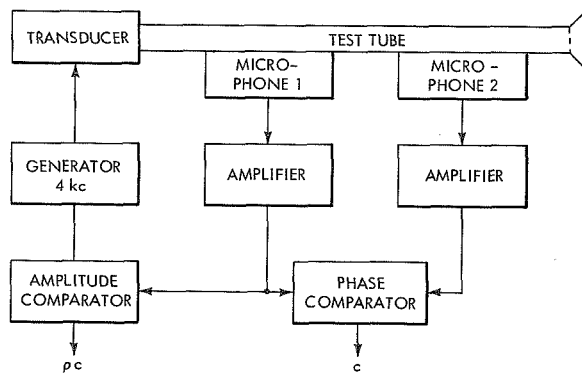 TRANSDUCER
TEST TUBE
MICRO-
PHONE 1
MICRO -
PHONE 2
GENERATOR
4 kc
AMPLIFIER
AMPLIFIER
AMPLITUDE
COMPARATOR
PHASE
COMPARATOR
ρc
c